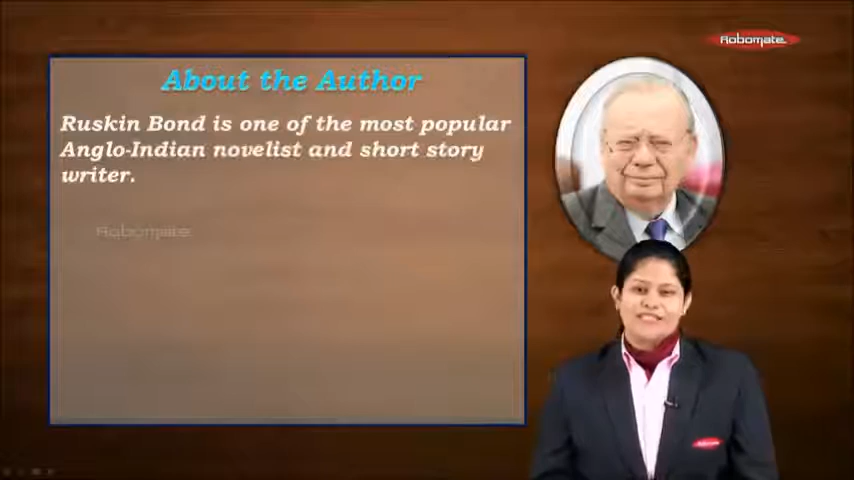 Robomate
About the Author
Ruskin Bond is one of the most popular
Anglo-Indian novelist and short story
writer.
Robomate